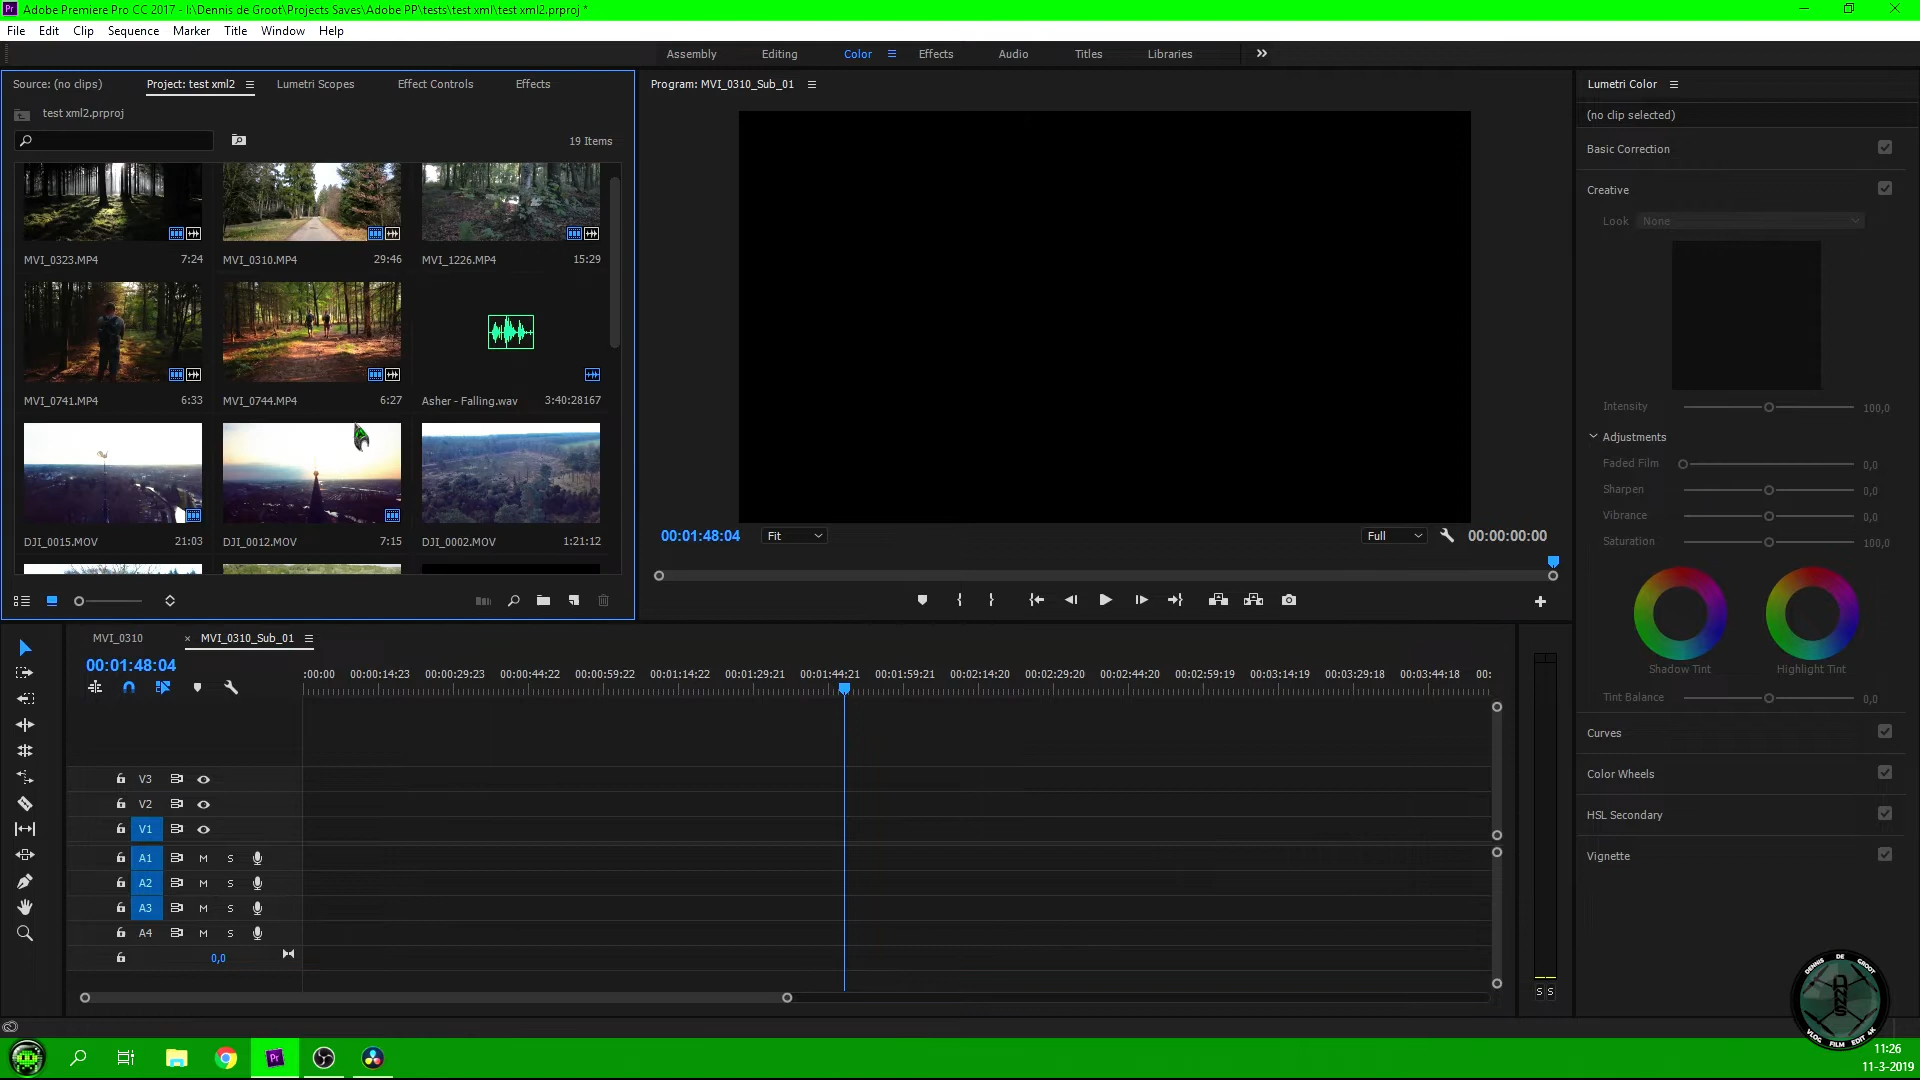 Adobe Premiere Pro CC 2017 - I:\Dennis de Groot\Projects Saves\Adobe PP\tests\test xml\test xml2.prproj *
File Edit Clip Sequence Marker Title Window Help
Assembly Editing Color Effects Audio Titles Libraries
Source: (no clips) Project: test xml2 Lumetri Scopes Effect Controls Effects
Program: MVI_0310_Sub_01
Lumetri Color
test xml2.prproj
(no clip selected)
19 Items
Basic Correction
Creative
Look None
MVI_0323.MP4 7:24 MVI_0310.MP4 29:46 MVI_1226.MP4 15:29
MVI_0741.MP4 6:33 MVI_0744.MP4 6:27 Asher - Falling.wav 3:40:28167
DJI_0015.MOV 21:03 DJI_0012.MOV 7:15 DJI_0002.MOV 1:21:12
Intensity 100,0
Adjustments
Faded Film 0,0
Sharpen 0,0
Vibrance 0,0
Saturation 100,0
00:01:48:04 Fit Full 00:00:00:00
Shadow Tint Highlight Tint
Tint Balance 0,0
Curves
Color Wheels
HSL Secondary
Vignette
MVI_0310 × MVI_0310_Sub_01
00:01:48:04
:00:00 00:00:14:23 00:00:29:23 00:00:44:22 00:00:59:22 00:01:14:22 00:01:29:21 00:01:44:21 00:01:59:21 00:02:14:20 00:02:29:20 00:02:44:20 00:02:59:19 00:03:14:19 00:03:29:18 00:03:44:18 00:
V3
V2
V1
A1 M S
A2 M S
A3 M S
A4 M S
0,0
S S
DENNIS DE GROOT
VLOG FILM EDIT 4K
Pr
11:26
11-3-2019